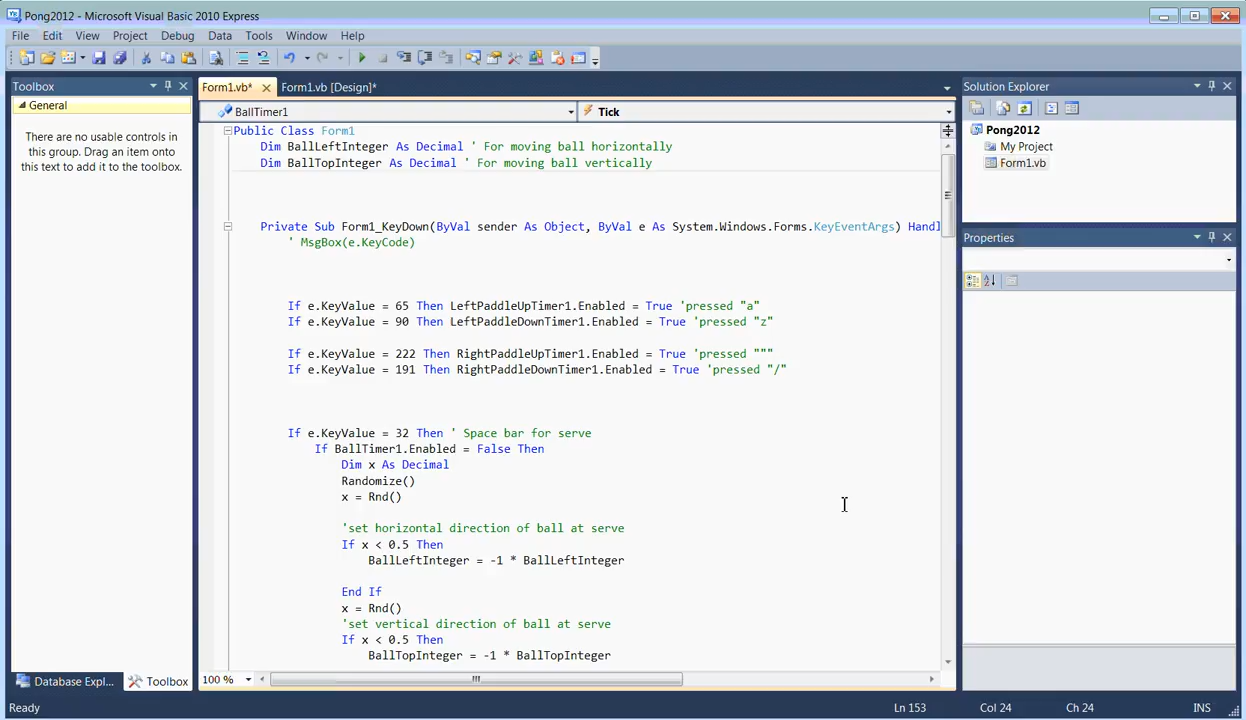 Pong2012 - Microsoft Visual Basic 2010 Express
File Edit View Project Debug Data Tools Window Help
Toolbox
General
There are no usable controls in
this group. Drag an item onto
this text to add it to the toolbox.
Database Expl... Toolbox
Form1.vb* Form1.vb [Design]*
BallTimer1 Tick
Public Class Form1
Dim BallLeftInteger As Decimal ' For moving ball horizontally
Dim BallTopInteger As Decimal ' For moving ball vertically
Private Sub Form1_KeyDown(ByVal sender As Object, ByVal e As System.Windows.Forms.KeyEventArgs) Handl
' MsgBox(e.KeyCode)
If e.KeyValue = 65 Then LeftPaddleUpTimer1.Enabled = True 'pressed "a"
If e.KeyValue = 90 Then LeftPaddleDownTimer1.Enabled = True 'pressed "z"
If e.KeyValue = 222 Then RightPaddleUpTimer1.Enabled = True 'pressed """
If e.KeyValue = 191 Then RightPaddleDownTimer1.Enabled = True 'pressed "/"
If e.KeyValue = 32 Then ' Space bar for serve
If BallTimer1.Enabled = False Then
Dim x As Decimal
Randomize()
x = Rnd()
'set horizontal direction of ball at serve
If x < 0.5 Then
BallLeftInteger = -1 * BallLeftInteger
End If
x = Rnd()
'set vertical direction of ball at serve
If x < 0.5 Then
BallTopInteger = -1 * BallTopInteger
100 %
Solution Explorer
Pong2012
My Project
Form1.vb
Properties
Ready Ln 153 Col 24 Ch 24 INS